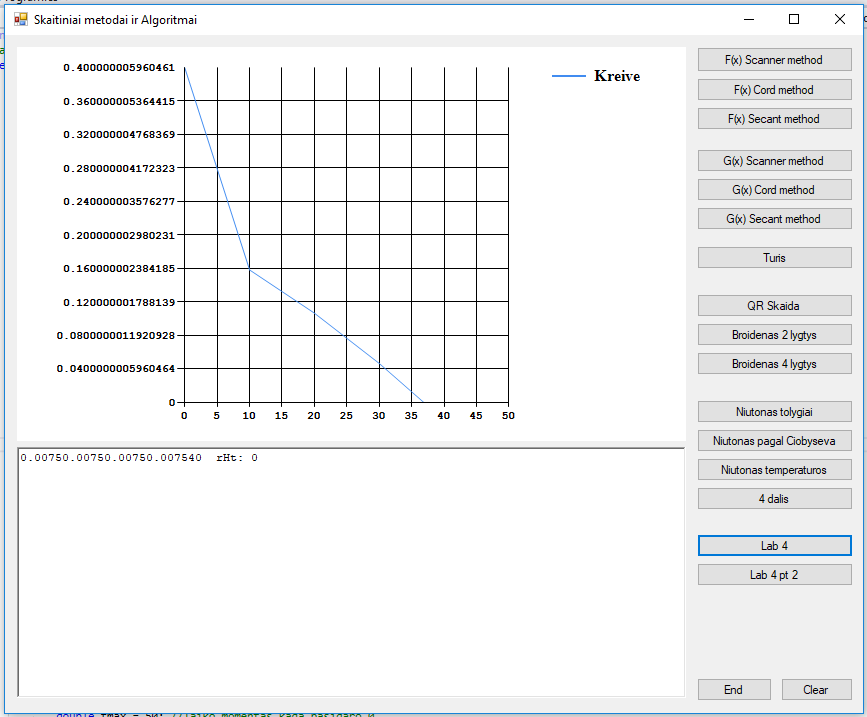 Skaitiniai metodai ir Algoritmai
0.400000005960461
0.360000005364415
0.320000004768369
0.280000004172323
0.240000003576277
0.200000002980231
0.160000002384185
0.120000001788139
0.0800000011920928
0.0400000005960464
0
0 5 10 15 20 25 30 35 40 45 50
Kreive
0.00750.00750.00750.007540 rHt: 0
F(x) Scanner method
F(x) Cord method
F(x) Secant method
G(x) Scanner method
G(x) Cord method
G(x) Secant method
Turis
QR Skaida
Broidenas 2 lygtys
Broidenas 4 lygtys
Niutonas tolygiai
Niutonas pagal Ciobyseva
Niutonas temperaturos
4 dalis
Lab 4
Lab 4 pt 2
End
Clear